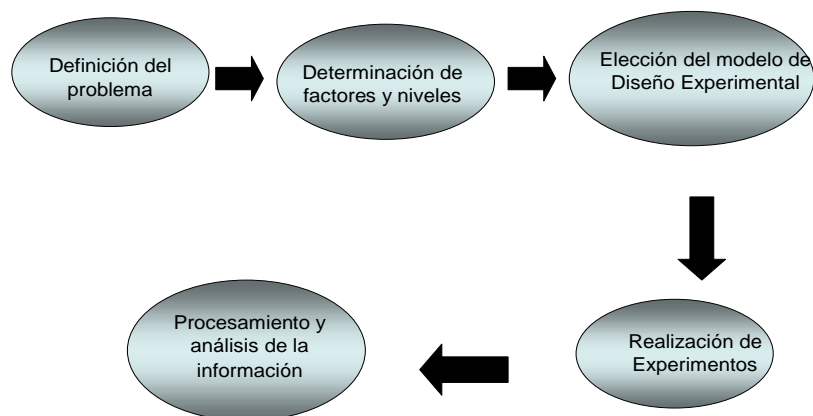 Definición del
problema
Determinación de
factores y niveles
Elección del modelo de
Diseño Experimental
Realización de
Experimentos
Procesamiento y
análisis de la
información